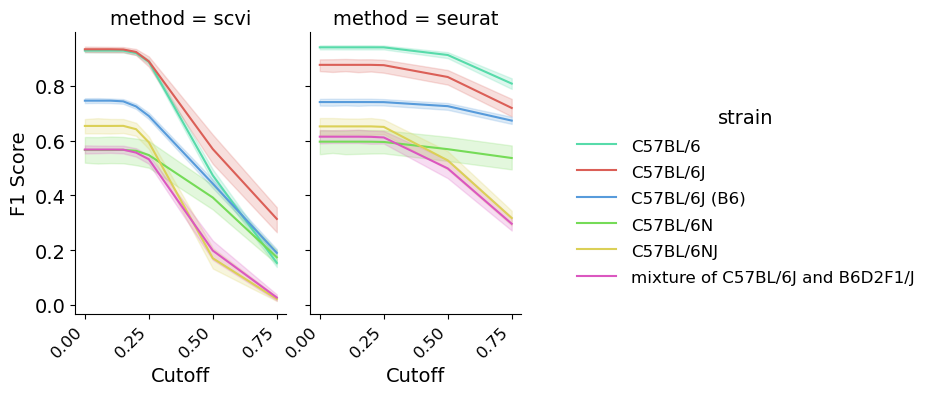 method = scvi
method = seurat
F1 Score
0.8
0.6
0.4
0.2
0.0
0.00
0.25
0.50
0.75
Cutoff
0.00
0.25
0.50
0.75
Cutoff
strain
C57BL/6
C57BL/6J
C57BL/6J (B6)
C57BL/6N
C57BL/6NJ
mixture of C57BL/6J and B6D2F1/J